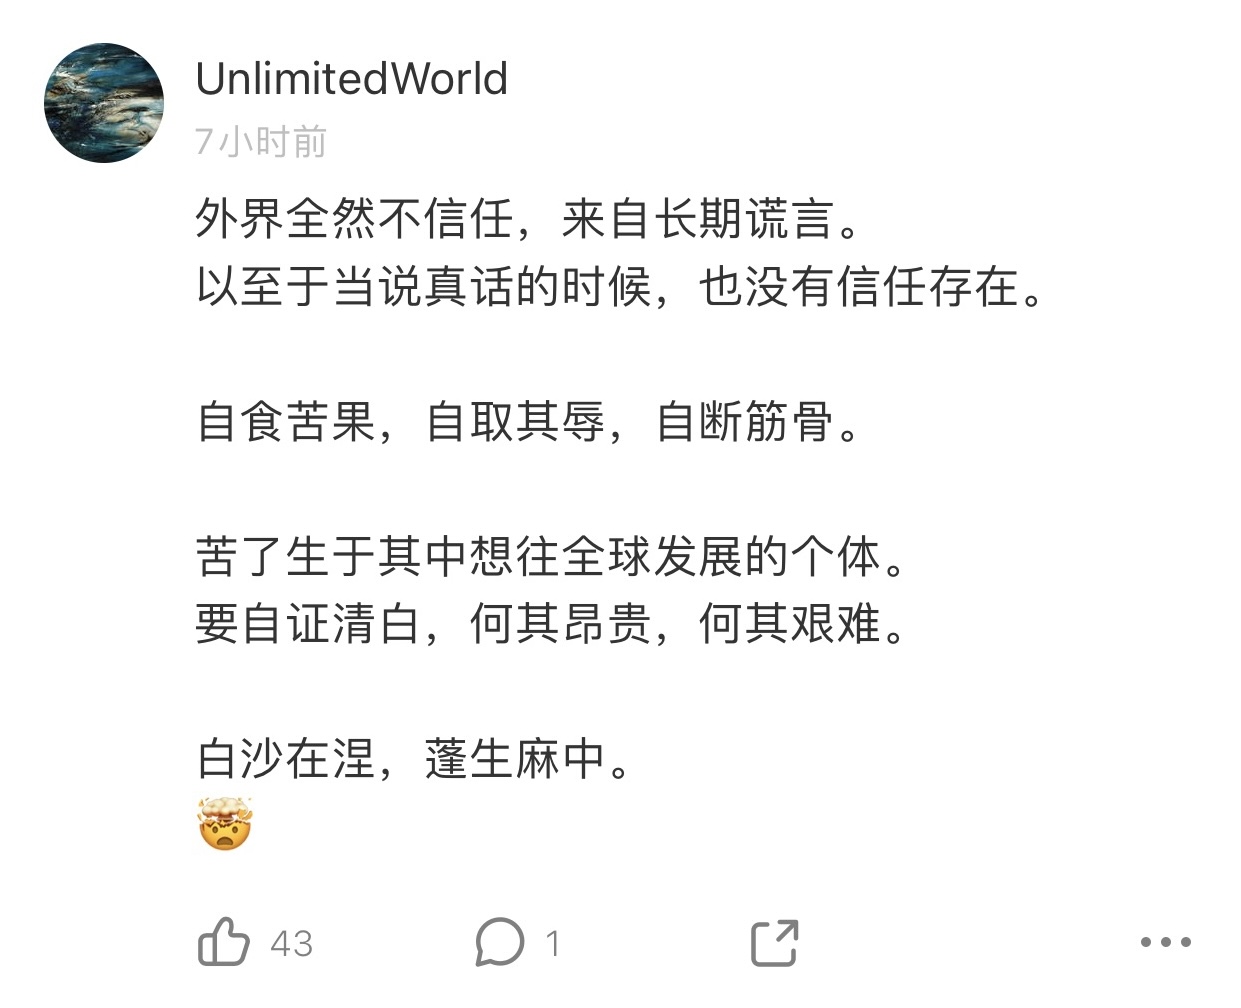 UnlimitedWorld
7小时前
外界全然不信任，来自长期谎言。
以至于当说真话的时候，也没有信任存在。
自食苦果，自取其辱，自断筋骨。
苦了生于其中想往全球发展的个体。
要自证清白，何其昂贵，何其艰难。
白沙在涅，蓬生麻中。
🤯
43
1